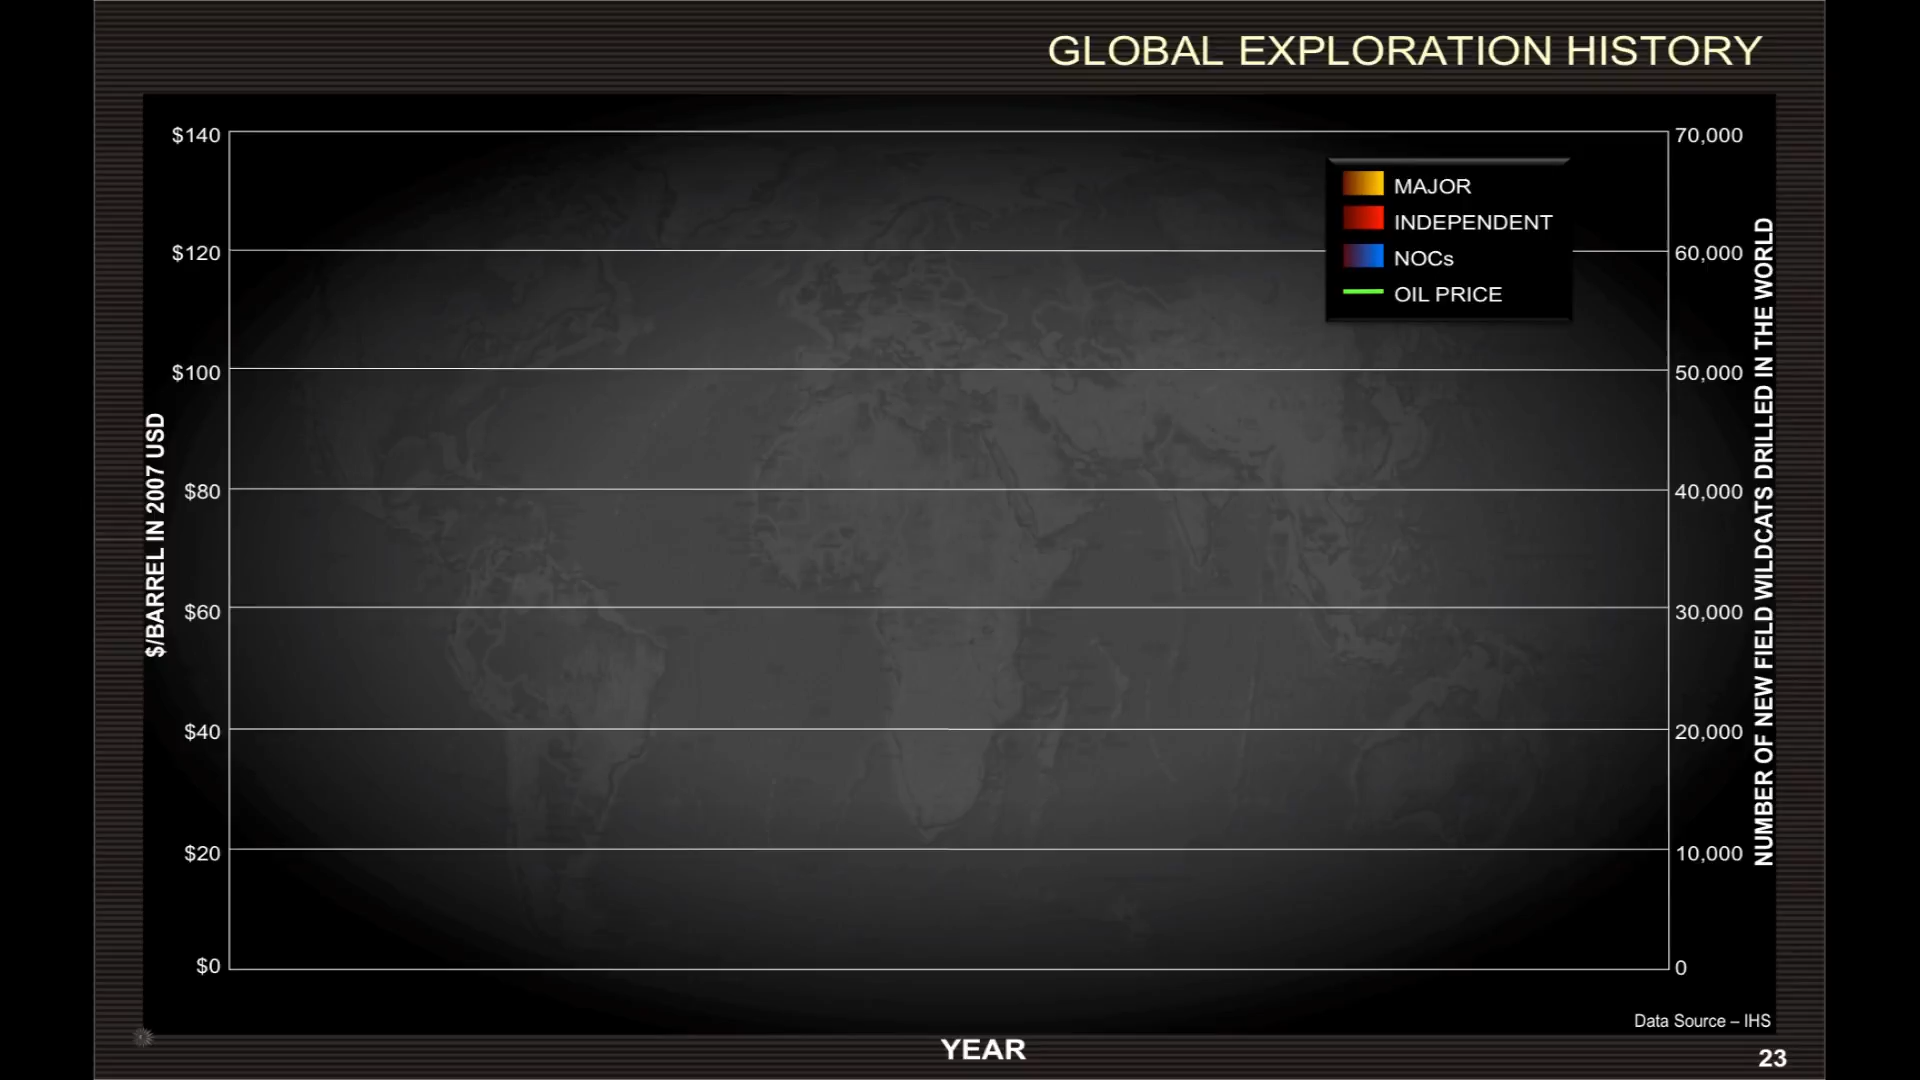 GLOBAL EXPLORATION HISTORY
$140
$120
$100
$80
$60
$40
$20
$0
$/BARREL IN 2007 USD
MAJOR
INDEPENDENT
NOCs
OIL PRICE
70,000
60,000
50,000
40,000
30,000
20,000
10,000
0
NUMBER OF NEW FIELD WILDCATS DRILLED IN THE WORLD
Data Source – IHS
YEAR
23